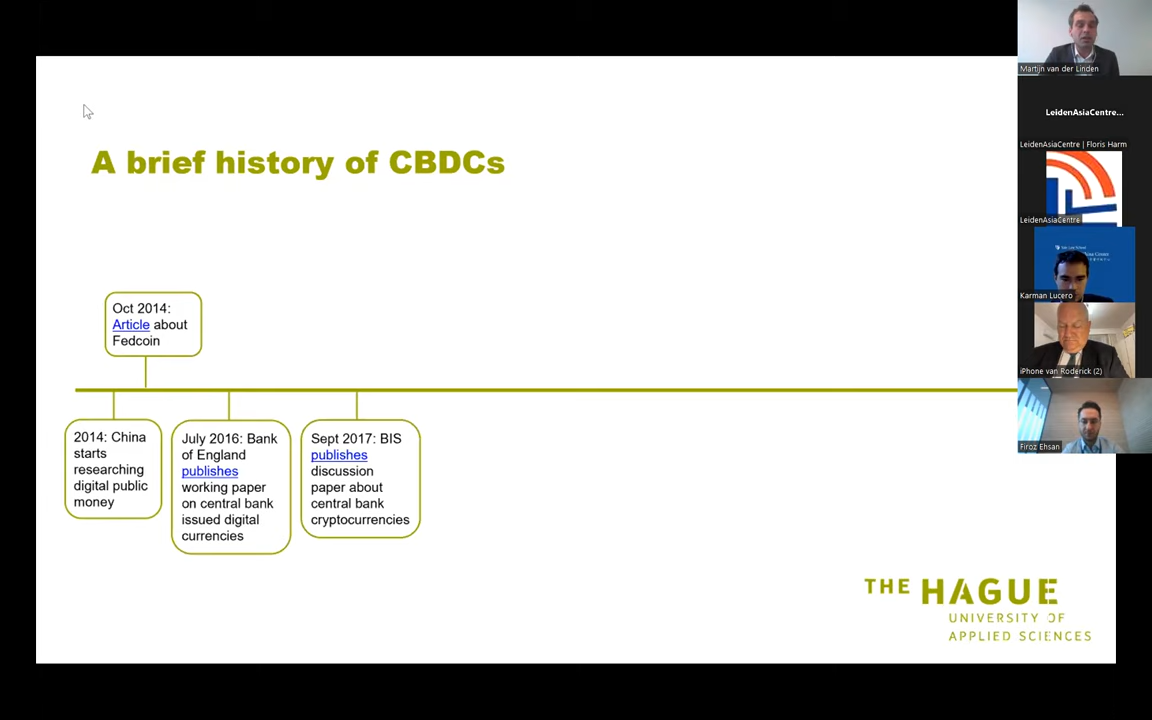 A brief history of CBDCs
Oct 2014:
Article about
Fedcoin
2014: China
starts
researching
digital public
money
July 2016: Bank
of England
publishes
working paper
on central bank
issued digital
currencies
Sept 2017: BIS
publishes
discussion
paper about
central bank
cryptocurrencies
THE HAGUE
UNIVERSITY OF
APPLIED SCIENCES
Martijn van der Linden
LeidenAsiaCentre...
LeidenAsiaCentre | Floris Harm
LeidenAsiaCentre
Karman Lucero
iPhone van Roderick (2)
Firoz Ehsan